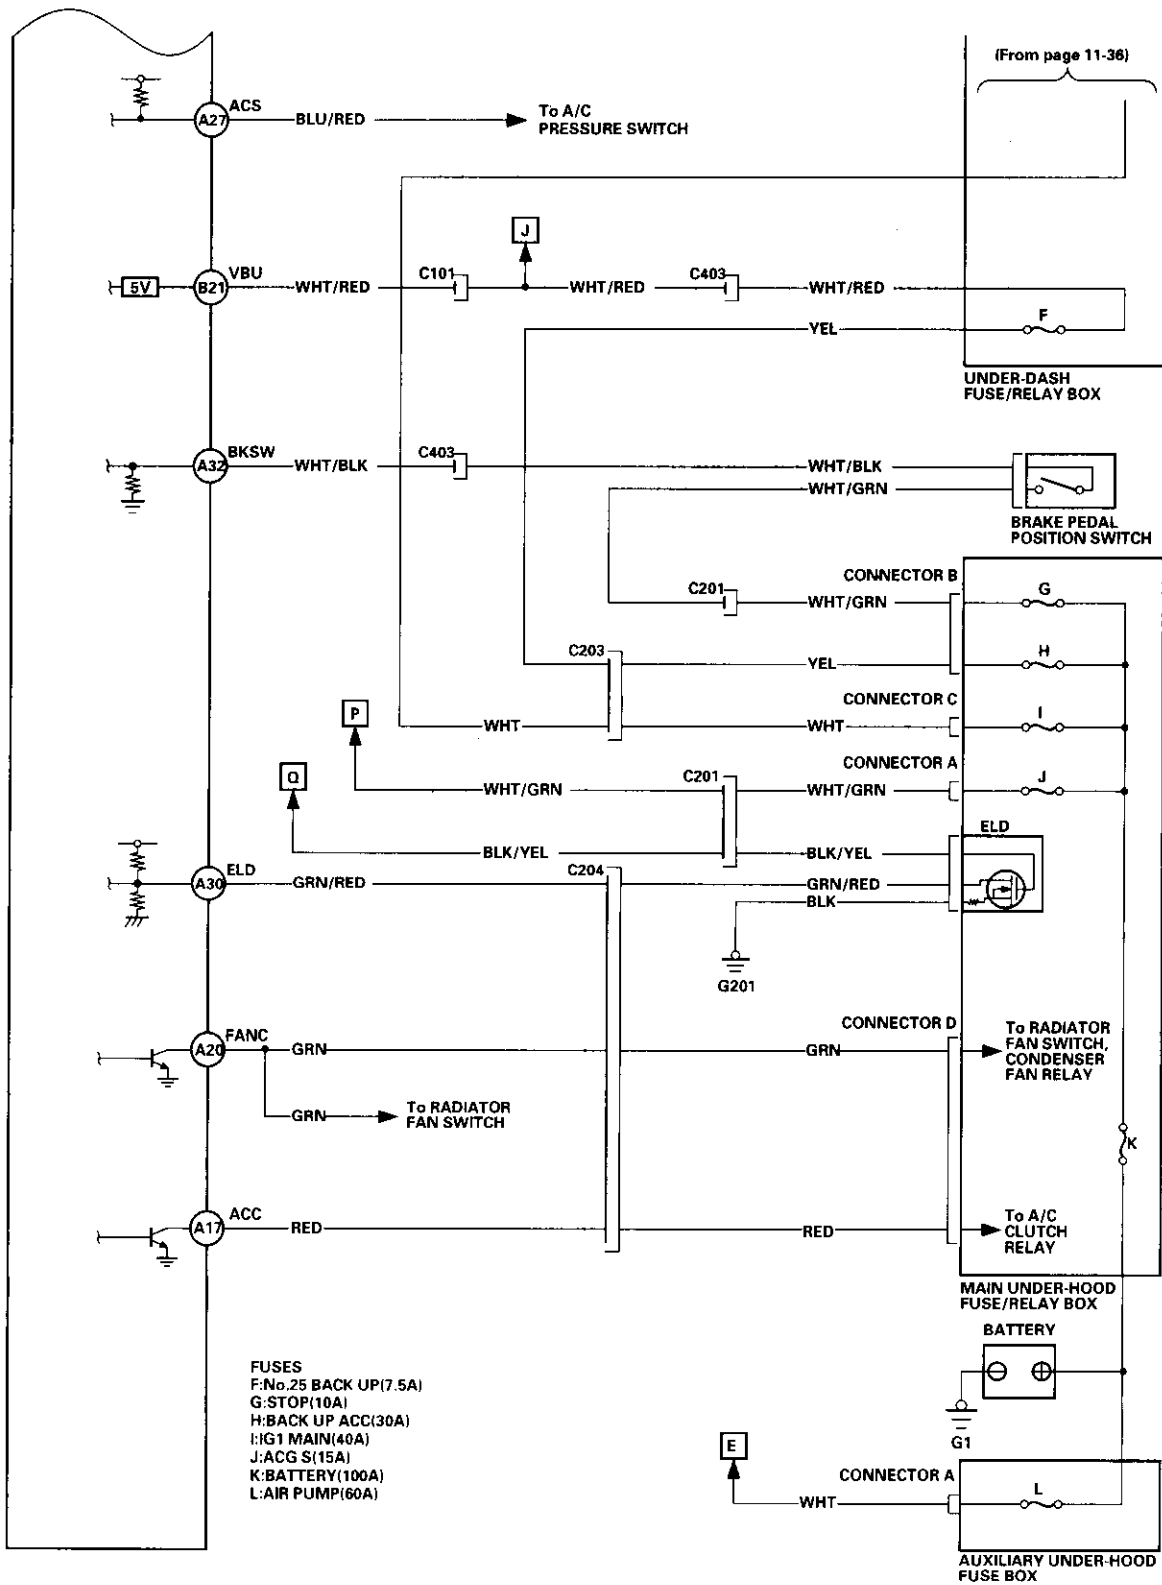 (From page 11-36)
ACS
A27
BLU/RED
To A/C
PRESSURE SWITCH
J
VBU
C101
C403
5V
B21
WHT/RED
WHT/RED
WHT/RED
F
YEL
UNDER-DASH
FUSE/RELAY BOX
BKSW
C403
A32
WHT/BLK
WHT/BLK
WHT/GRN
BRAKE PEDAL
POSITION SWITCH
CONNECTOR B
C201
WHT/GRN
G
C203
YEL
H
CONNECTOR C
P
WHT
WHT
I
CONNECTOR A
Q
C201
WHT/GRN
WHT/GRN
J
ELD
BLK/YEL
BLK/YEL
ELD
C204
A30
GRN/RED
GRN/RED
BLK
G201
CONNECTOR D
FANC
A20
GRN
GRN
To RADIATOR
FAN SWITCH,
CONDENSER
FAN RELAY
GRN
To RADIATOR
FAN SWITCH
K
ACC
A17
RED
RED
To A/C
CLUTCH
RELAY
MAIN UNDER-HOOD
FUSE/RELAY BOX
BATTERY
G1
FUSES
F:No.25 BACK UP(7.5A)
G:STOP(10A)
H:BACK UP ACC(30A)
I:IG1 MAIN(40A)
J:ACG S(15A)
K:BATTERY(100A)
L:AIR PUMP(60A)
E
CONNECTOR A
WHT
L
AUXILIARY UNDER-HOOD
FUSE BOX